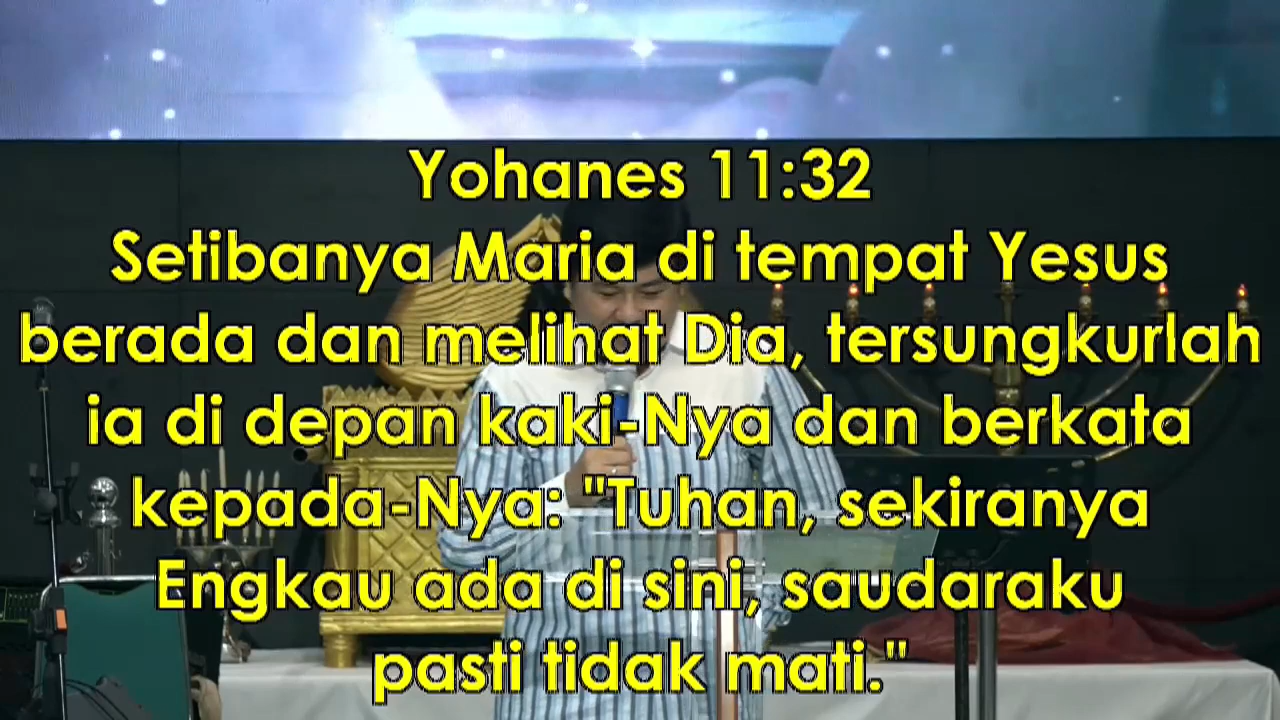 Yohanes 11:32
Setibanya Maria di tempat Yesus
berada dan melihat Dia, tersungkurlah
ia di depan kaki-Nya dan berkata
kepada-Nya: "Tuhan, sekiranya
Engkau ada di sini, saudaraku
pasti tidak mati."